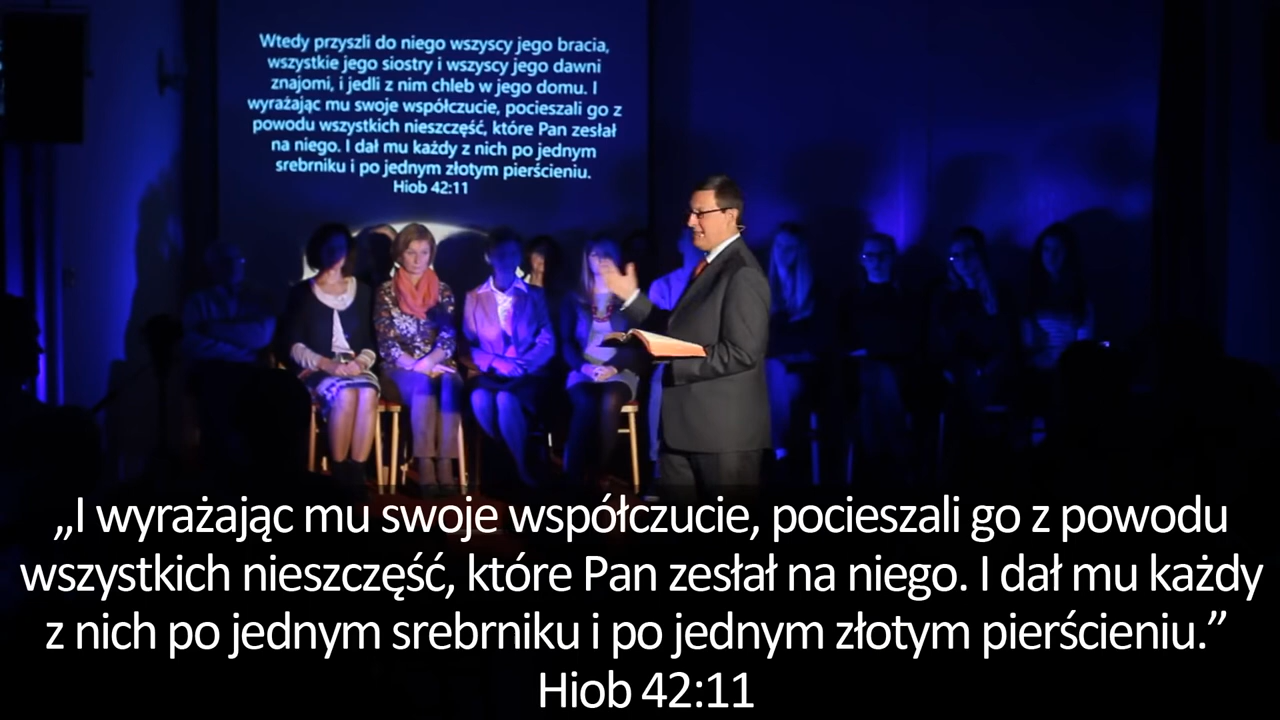 Wtedy przyszli do niego wszyscy jego bracia,
wszystkie jego siostry i wszyscy jego dawni
znajomi, i jedli z nim chleb w jego domu. I
wyrażając mu swoje współczucie, pocieszali go z
powodu wszystkich nieszczęść, które Pan zesłał
na niego. I dał mu każdy z nich po jednym
srebrniku i po jednym złotym pierścieniu.
Hiob 42:11
„I wyrażając mu swoje współczucie, pocieszali go z powodu
wszystkich nieszczęść, które Pan zesłał na niego. I dał mu każdy
z nich po jednym srebrniku i po jednym złotym pierścieniu.”
Hiob 42:11